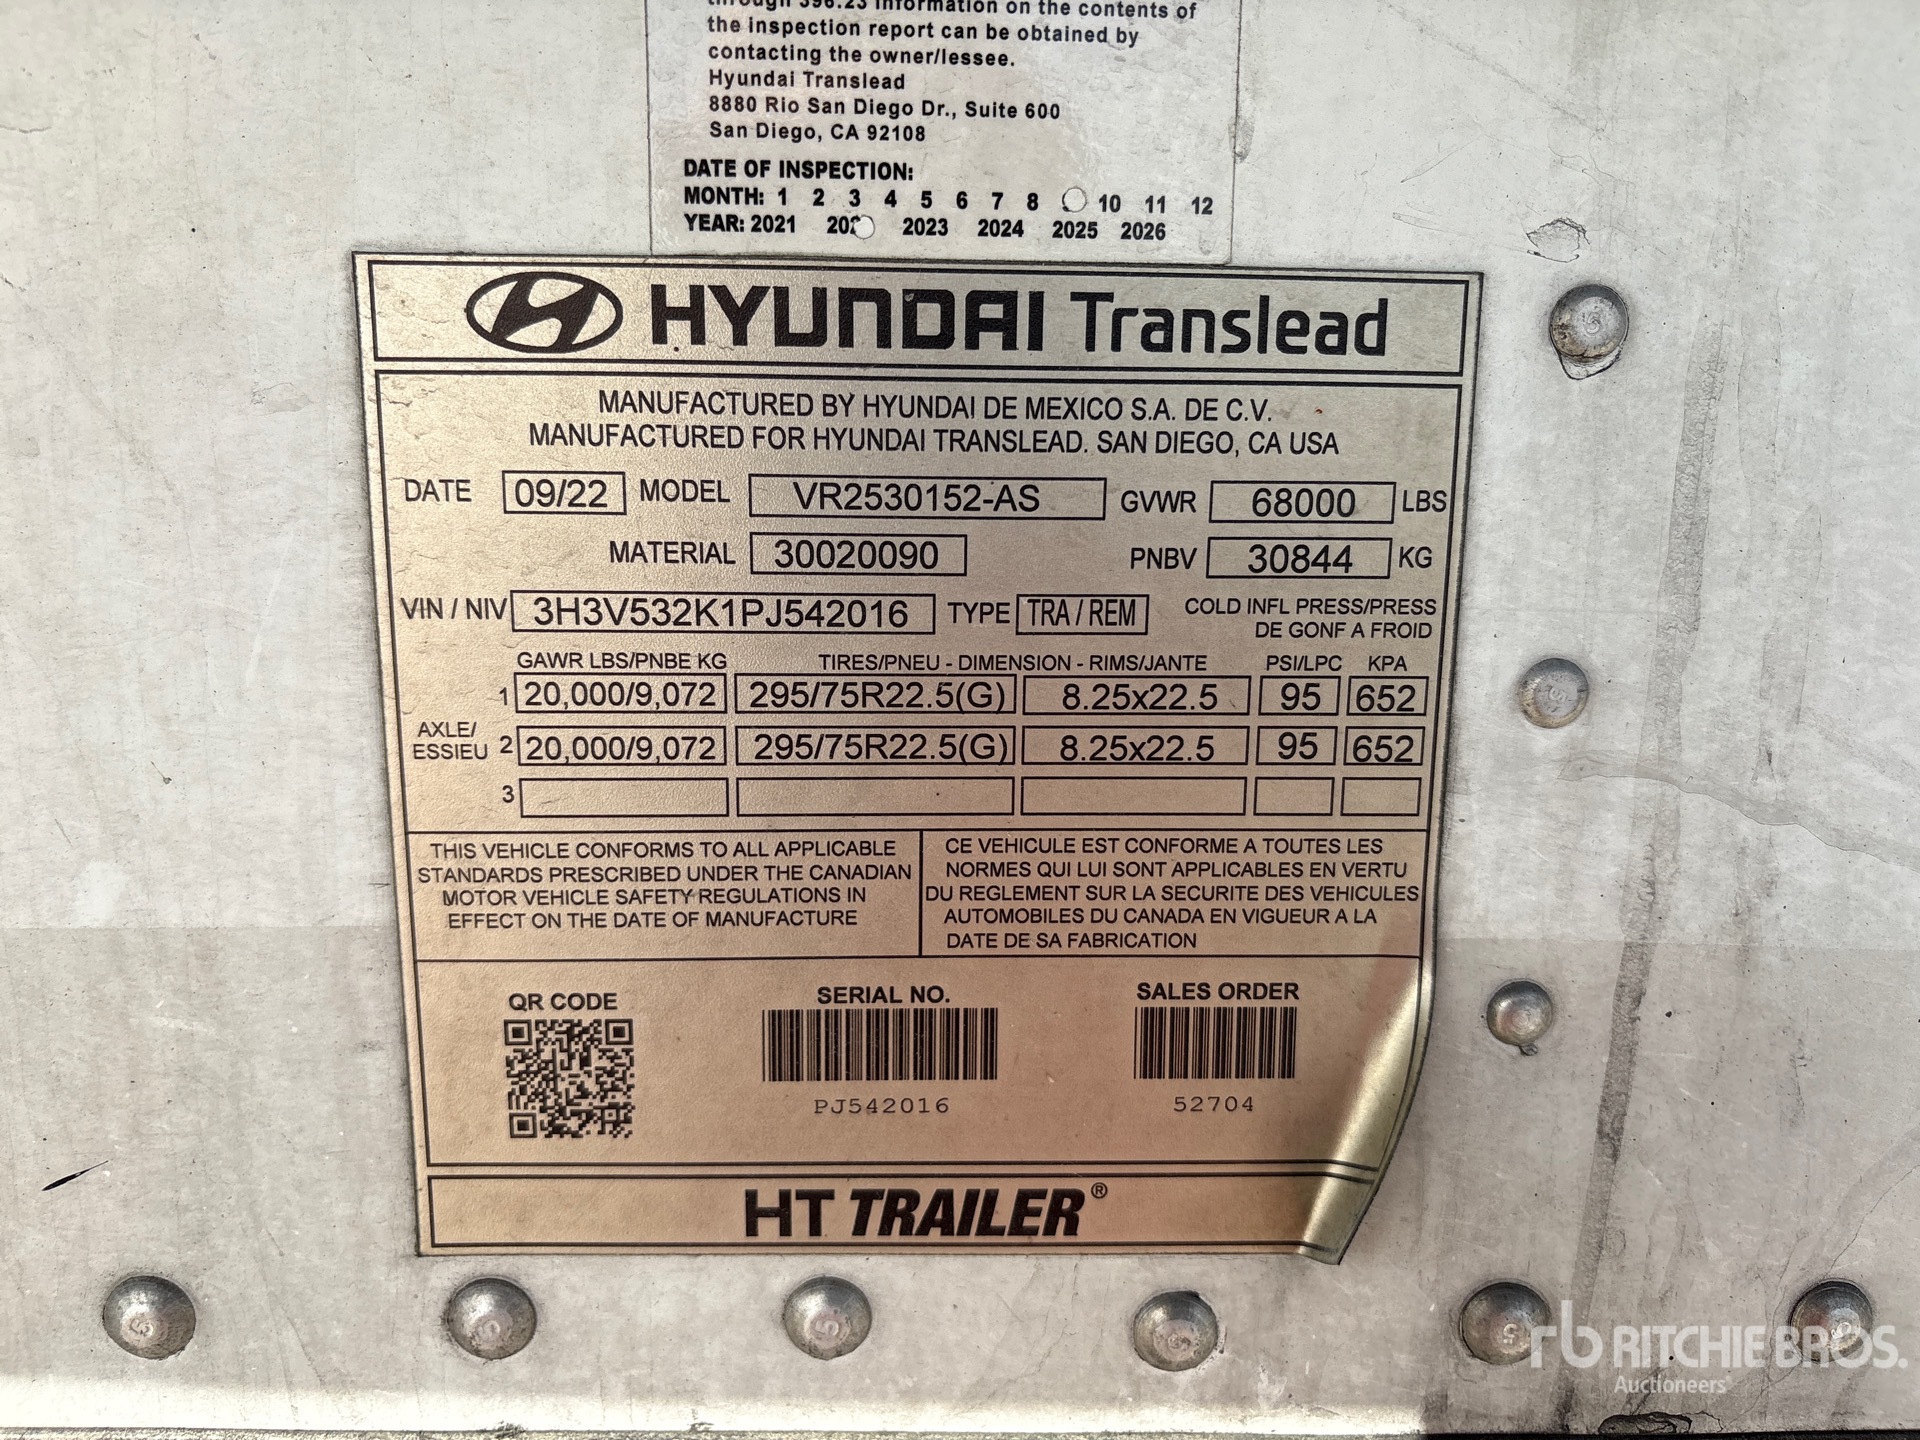 through 396.23 information on the contents of
the inspection report can be obtained by
contacting the owner/lessee.
Hyundai Translead
8880 Rio San Diego Dr., Suite 600
San Diego, CA 92108
DATE OF INSPECTION:
MONTH: 1 2 3 4 5 6 7 8 10 11 12
YEAR: 2021 202 2023 2024 2025 2026
HYUNDAI Translead
MANUFACTURED BY HYUNDAI DE MEXICO S.A. DE C.V.
MANUFACTURED FOR HYUNDAI TRANSLEAD. SAN DIEGO, CA USA
DATE 09/22 MODEL VR2530152-AS GVWR 68000 LBS
MATERIAL 30020090 PNBV 30844 KG
VIN / NIV 3H3V532K1PJ542016 TYPE TRA / REM COLD INFL PRESS/PRESS
DE GONF A FROID
GAWR LBS/PNBE KG TIRES/PNEU - DIMENSION - RIMS/JANTE PSI/LPC KPA
1 20,000/9,072 295/75R22.5(G) 8.25x22.5 95 652
AXLE/
ESSIEU 2 20,000/9,072 295/75R22.5(G) 8.25x22.5 95 652
3
THIS VEHICLE CONFORMS TO ALL APPLICABLE
STANDARDS PRESCRIBED UNDER THE CANADIAN
MOTOR VEHICLE SAFETY REGULATIONS IN
EFFECT ON THE DATE OF MANUFACTURE
CE VEHICULE EST CONFORME A TOUTES LES
NORMES QUI LUI SONT APPLICABLES EN VERTU
DU REGLEMENT SUR LA SECURITE DES VEHICULES
AUTOMOBILES DU CANADA EN VIGUEUR A LA
DATE DE SA FABRICATION
QR CODE
SERIAL NO.
PJ542016
SALES ORDER
52704
HT TRAILER®
rb RITCHIE BROS.
Auctioneers